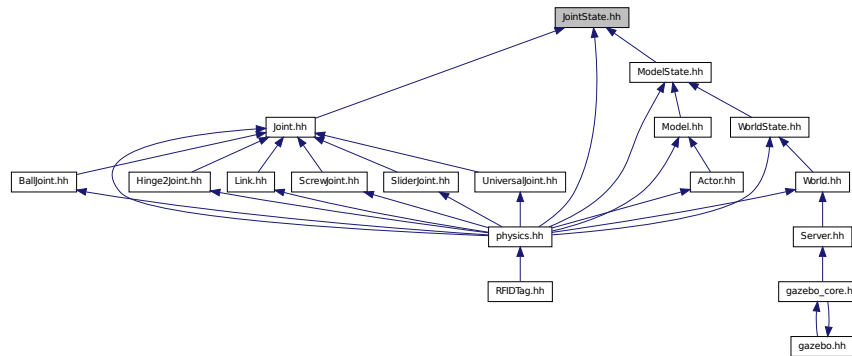 JointState.hh
ModelState.hh
Joint.hh
Model.hh
WorldState.hh
BallJoint.hh
Hinge2Joint.hh
Link.hh
ScrewJoint.hh
SliderJoint.hh
UniversalJoint.hh
Actor.hh
World.hh
physics.hh
Server.hh
RFIDTag.hh
gazebo_core.h
gazebo.hh